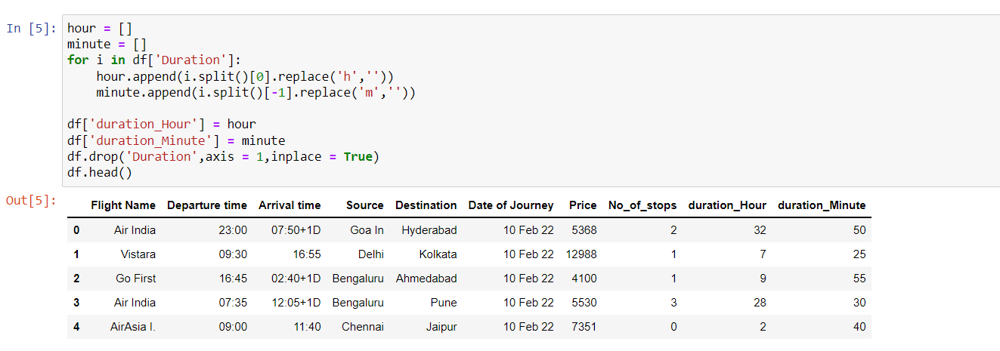 In [5]: hour = []
minute = []
for i in df['Duration']:
    hour.append(i.split()[0].replace('h',''))
    minute.append(i.split()[-1].replace('m',''))

df['duration_Hour'] = hour
df['duration_Minute'] = minute
df.drop('Duration',axis = 1,inplace = True)
df.head()
Out[5]:
Flight Name Departure time Arrival time Source Destination Date of Journey Price No_of_stops duration_Hour duration_Minute
0 Air India 23:00 07:50+1D Goa In Hyderabad 10 Feb 22 5368 2 32 50
1 Vistara 09:30 16:55 Delhi Kolkata 10 Feb 22 12988 1 7 25
2 Go First 16:45 02:40+1D Bengaluru Ahmedabad 10 Feb 22 4100 1 9 55
3 Air India 07:35 12:05+1D Bengaluru Pune 10 Feb 22 5530 3 28 30
4 AirAsia I. 09:00 11:40 Chennai Jaipur 10 Feb 22 7351 0 2 40